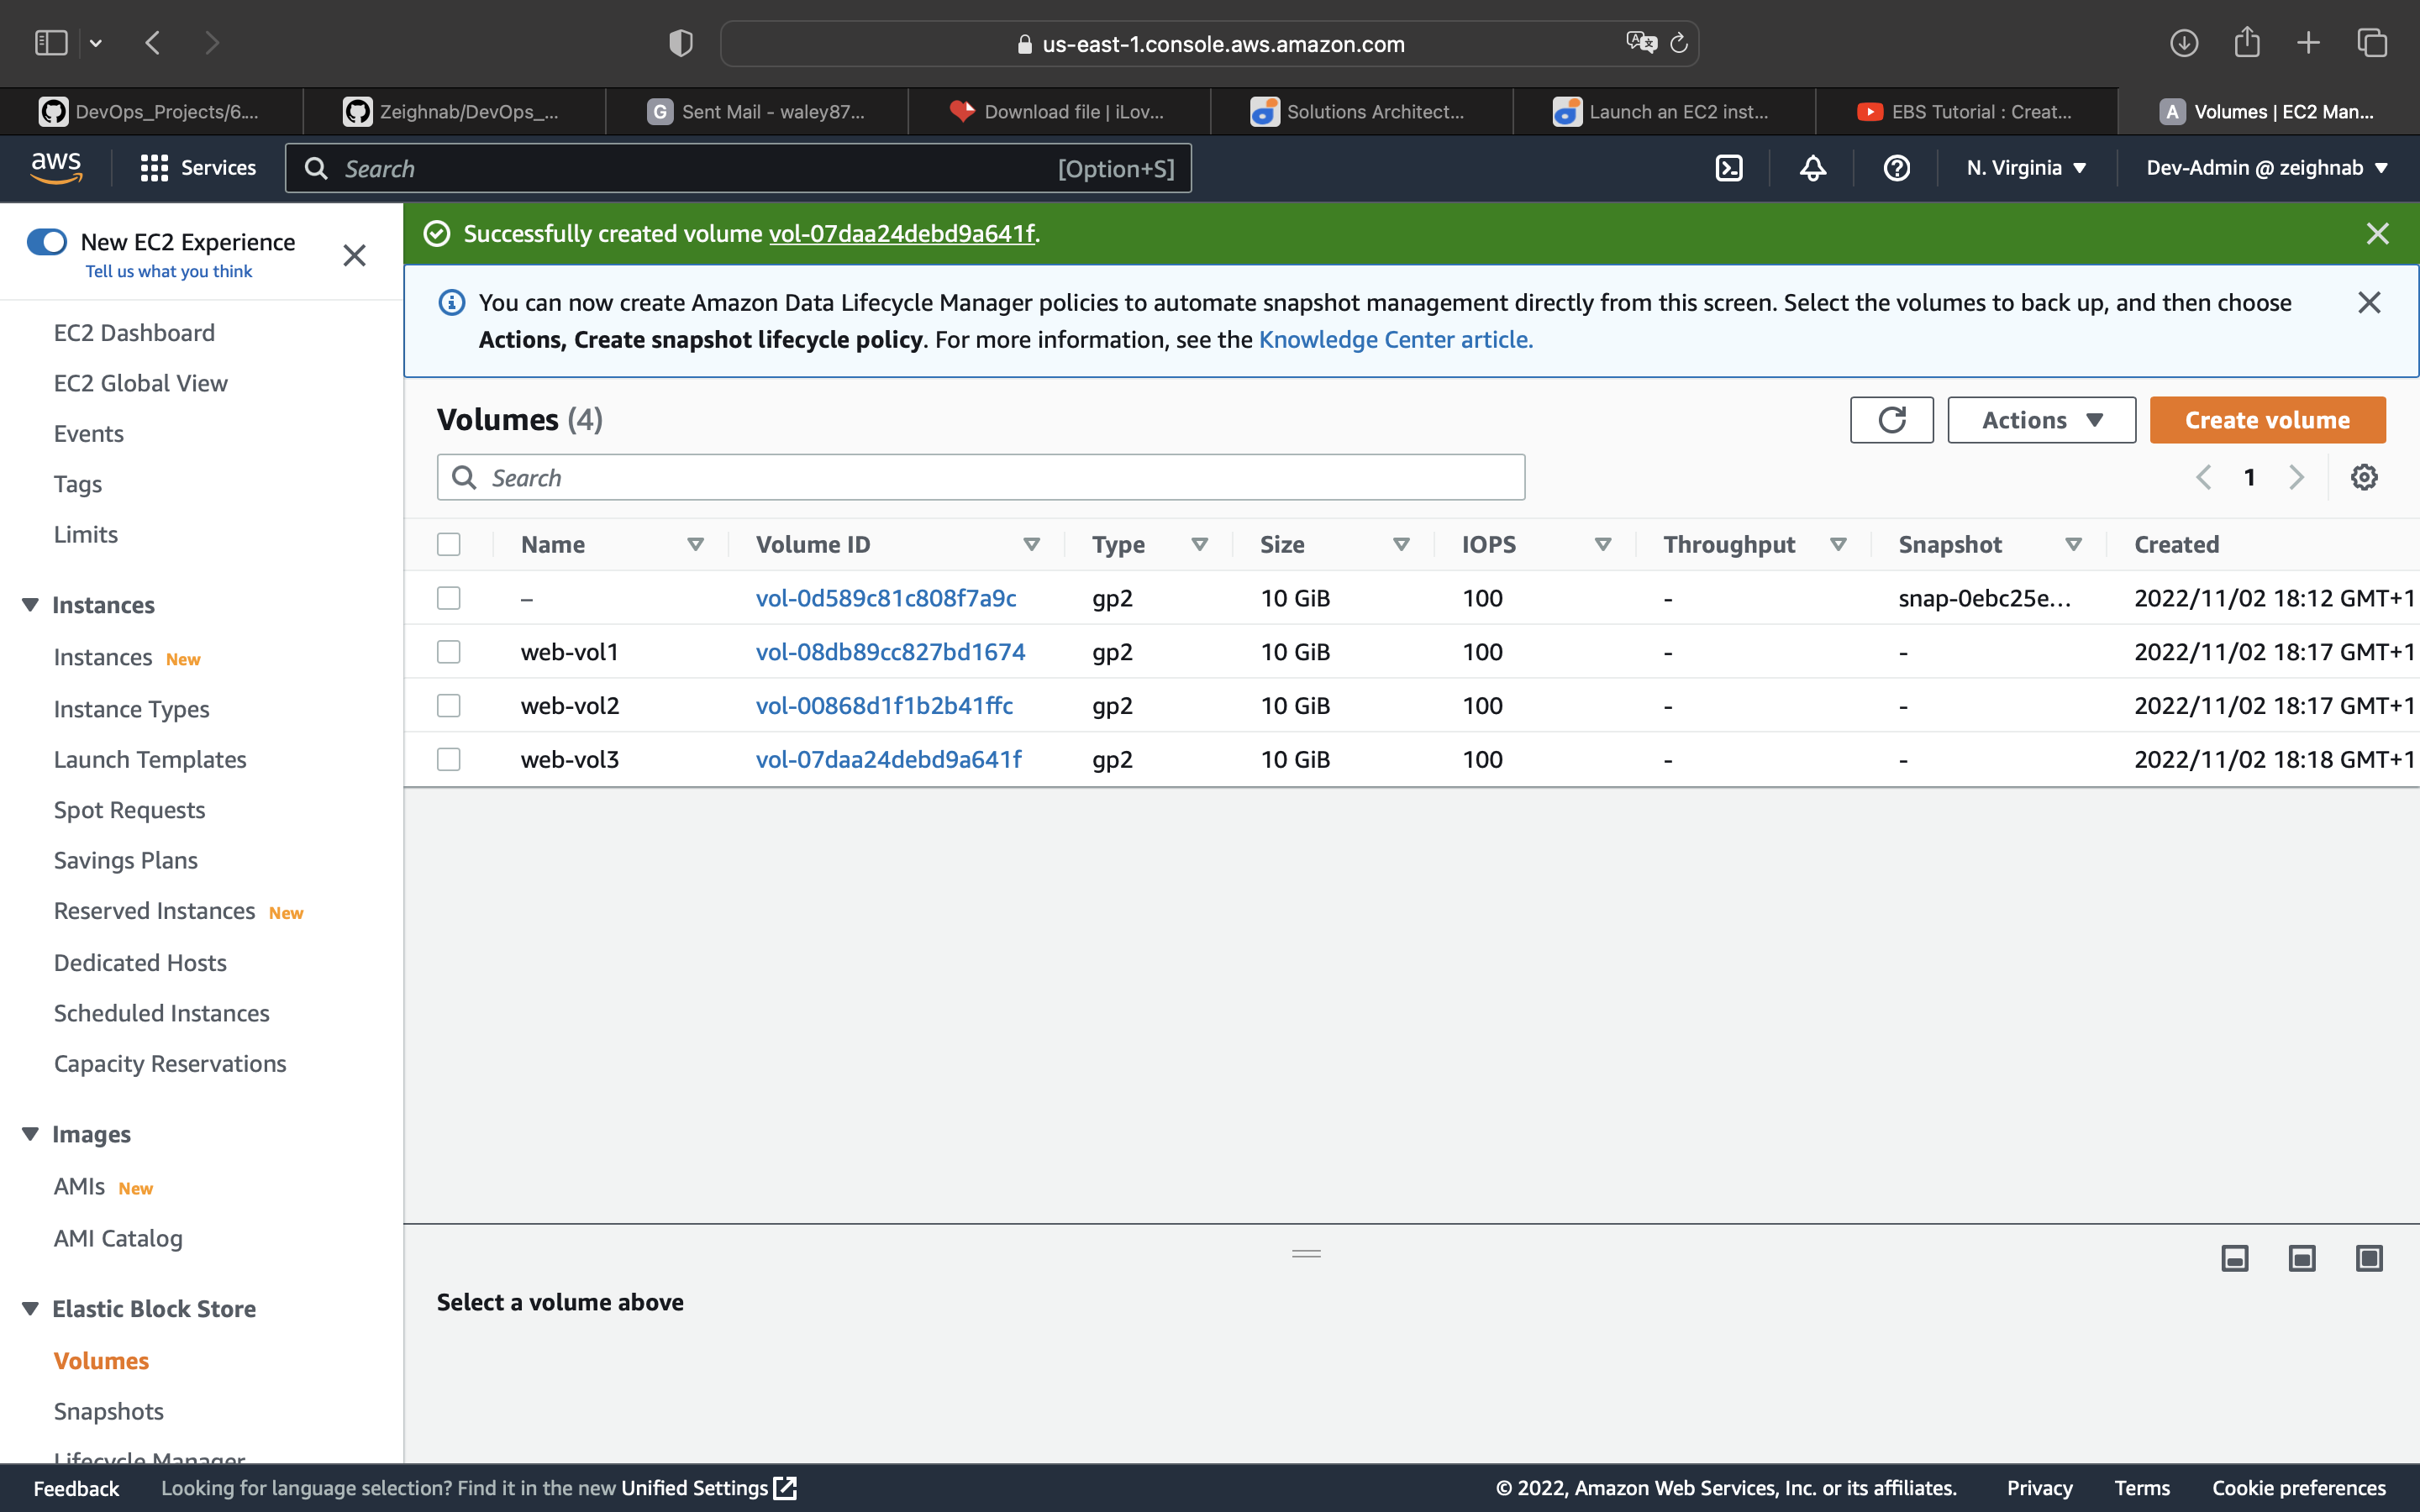 us-east-1.console.aws.amazon.com
DevOps_Projects/6....
Zeighnab/DevOps_...
G Sent Mail - waley87...
Download file | iLov...
Solutions Architect...
Launch an EC2 inst...
EBS Tutorial : Creat...
A Volumes | EC2 Man...
aws
Services
Search [Option+S]
N. Virginia
Dev-Admin @ zeighnab
New EC2 Experience
Tell us what you think
EC2 Dashboard
EC2 Global View
Events
Tags
Limits
Instances
Instances New
Instance Types
Launch Templates
Spot Requests
Savings Plans
Reserved Instances New
Dedicated Hosts
Scheduled Instances
Capacity Reservations
Images
AMIs New
AMI Catalog
Elastic Block Store
Volumes
Snapshots
Lifecycle Manager
Successfully created volume vol-07daa24debd9a641f.
You can now create Amazon Data Lifecycle Manager policies to automate snapshot management directly from this screen. Select the volumes to back up, and then choose
Actions, Create snapshot lifecycle policy. For more information, see the Knowledge Center article.
Volumes (4)
Actions
Create volume
Search
1
Name Volume ID Type Size IOPS Throughput Snapshot Created
– vol-0d589c81c808f7a9c gp2 10 GiB 100 - snap-0ebc25e... 2022/11/02 18:12 GMT+1
web-vol1 vol-08db89cc827bd1674 gp2 10 GiB 100 - - 2022/11/02 18:17 GMT+1
web-vol2 vol-00868d1f1b2b41ffc gp2 10 GiB 100 - - 2022/11/02 18:17 GMT+1
web-vol3 vol-07daa24debd9a641f gp2 10 GiB 100 - - 2022/11/02 18:18 GMT+1
Select a volume above
Feedback
Looking for language selection? Find it in the new Unified Settings
© 2022, Amazon Web Services, Inc. or its affiliates.
Privacy
Terms
Cookie preferences